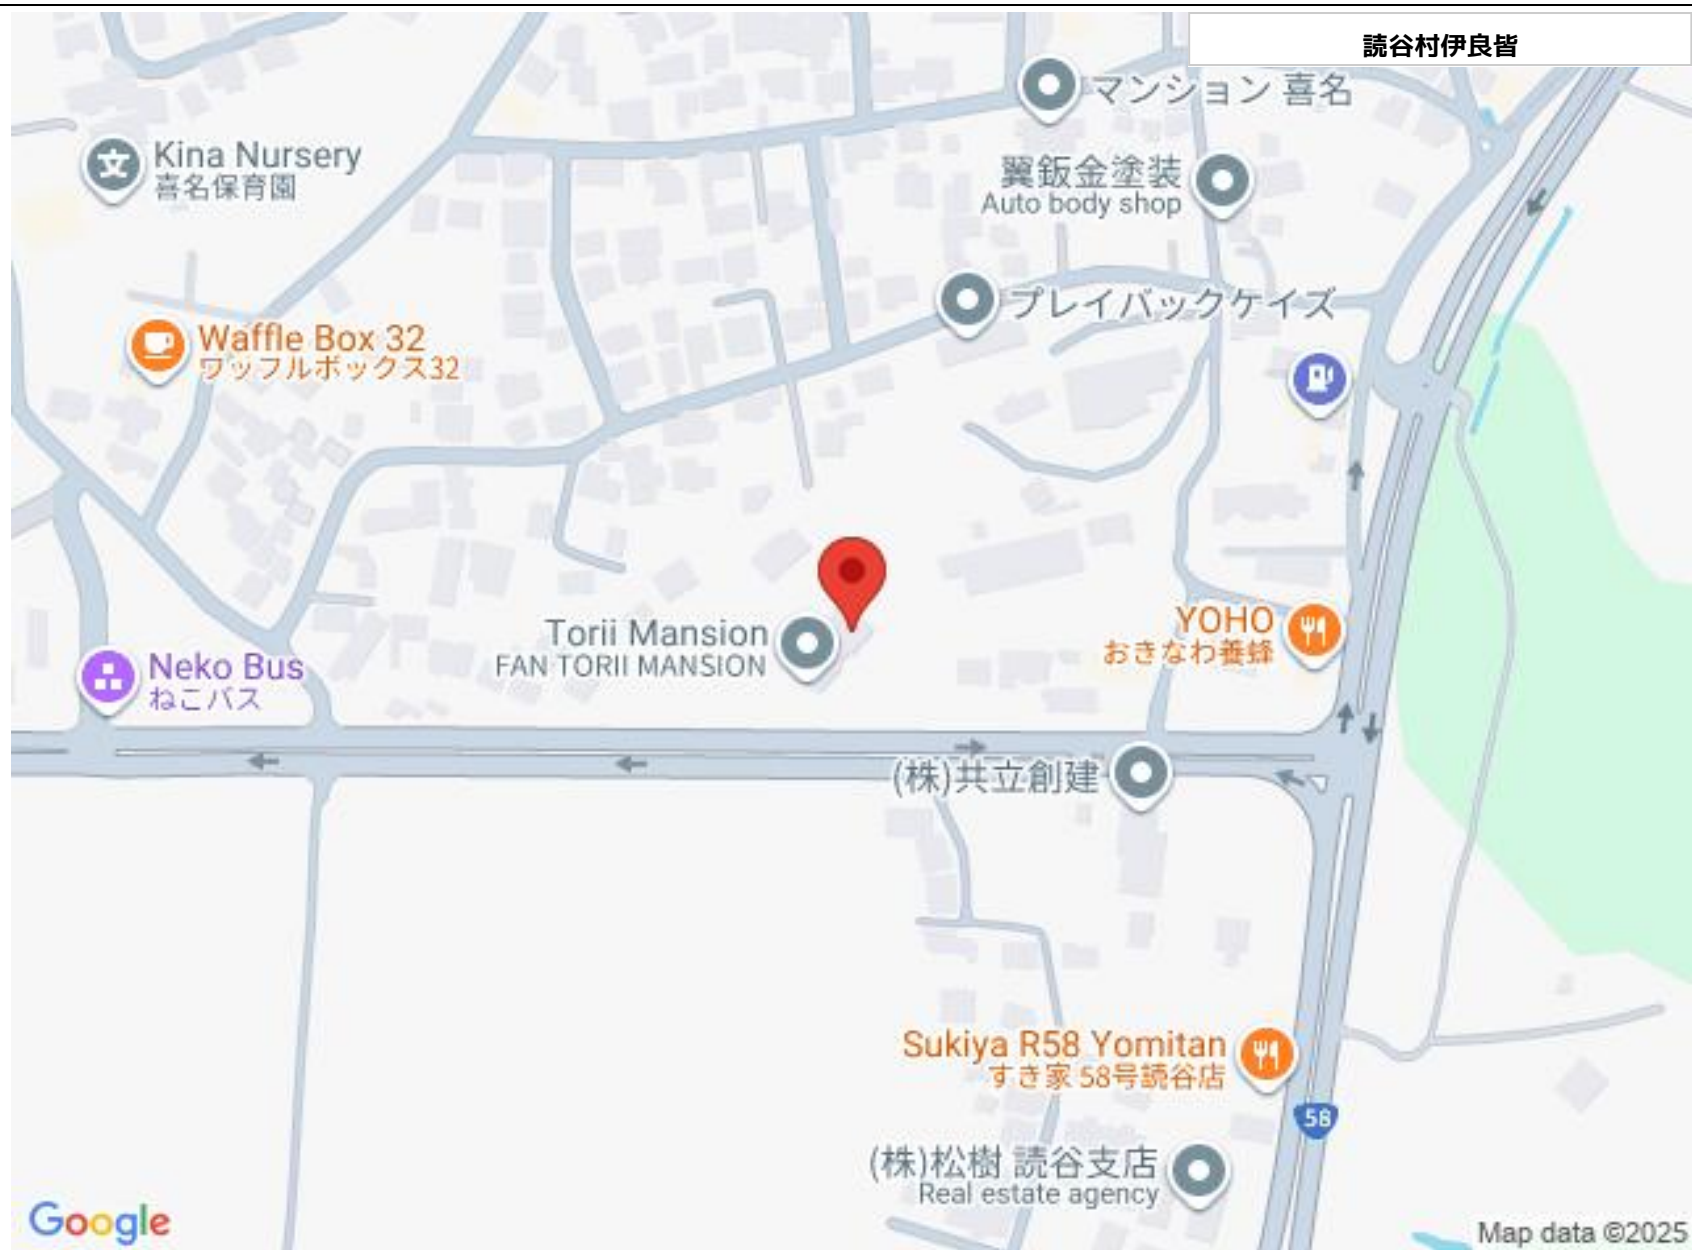 読谷村伊良皆
マンション 喜名
Kina Nursery
喜名保育園
翼鈑金塗装
Auto body shop
プレイバックケイズ
Waffle Box 32
ワッフルボックス32
Torii Mansion
FAN TORII MANSION
YOHO
おきなわ養蜂
Neko Bus
ねこバス
(株)共立創建
Sukiya R58 Yomitan
すき家 58号読谷店
58
(株)松樹 読谷支店
Real estate agency
Google
Map data ©2025